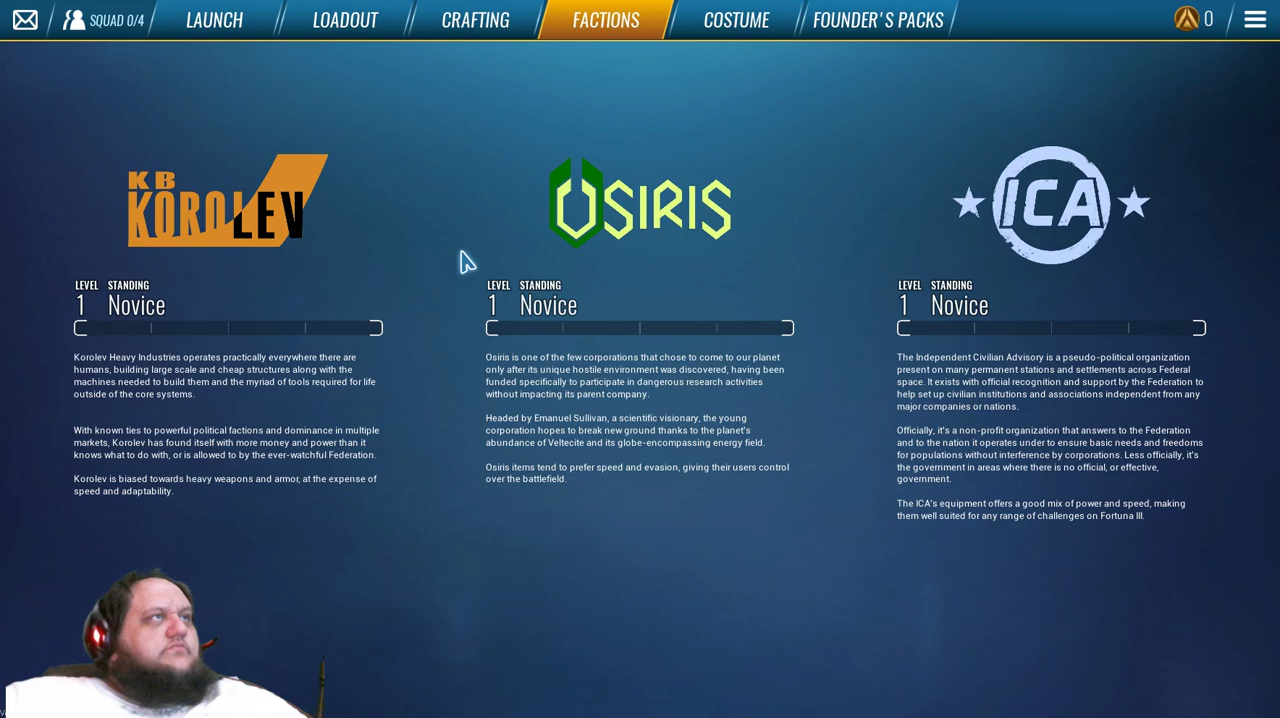 SQUAD 0/4
LAUNCH
LOADOUT
CRAFTING
FACTIONS
COSTUME
FOUNDER'S PACKS
0
KB
KOROLEV
LEVEL STANDING
1 Novice
Korolev Heavy Industries operates practically everywhere there are
humans, building large scale and cheap structures along with the
machines needed to build them and the myriad of tools required for life
outside of the core systems.
With known ties to powerful political factions and dominance in multiple
markets, Korolev has found itself with more money and power than it
knows what to do with, or is allowed to by the ever-watchful Federation.
Korolev is biased towards heavy weapons and armor, at the expense of
speed and adaptability.
OSIRIS
LEVEL STANDING
1 Novice
Osiris is one of the few corporations that chose to come to our planet
only after its unique hostile environment was discovered, having been
funded specifically to participate in dangerous research activities
without impacting its parent company.
Headed by Emanuel Sullivan, a scientific visionary, the young
corporation hopes to break new ground thanks to the planet's
abundance of Veltecite and its globe-encompassing energy field.
Osiris items tend to prefer speed and evasion, giving their users control
over the battlefield.
ICA
LEVEL STANDING
1 Novice
The Independent Civilian Advisory is a pseudo-political organization
present on many permanent stations and settlements across Federal
space. It exists with official recognition and support by the Federation to
help set up civilian institutions and associations independent from any
major companies or nations.
Officially, it's a non-profit organization that answers to the Federation
and to the nation it operates under to ensure basic needs and freedoms
for populations without interference by corporations. Less officially, it's
the government in areas where there is no official, or effective,
government.
The ICA's equipment offers a good mix of power and speed, making
them well suited for any range of challenges on Fortuna III.